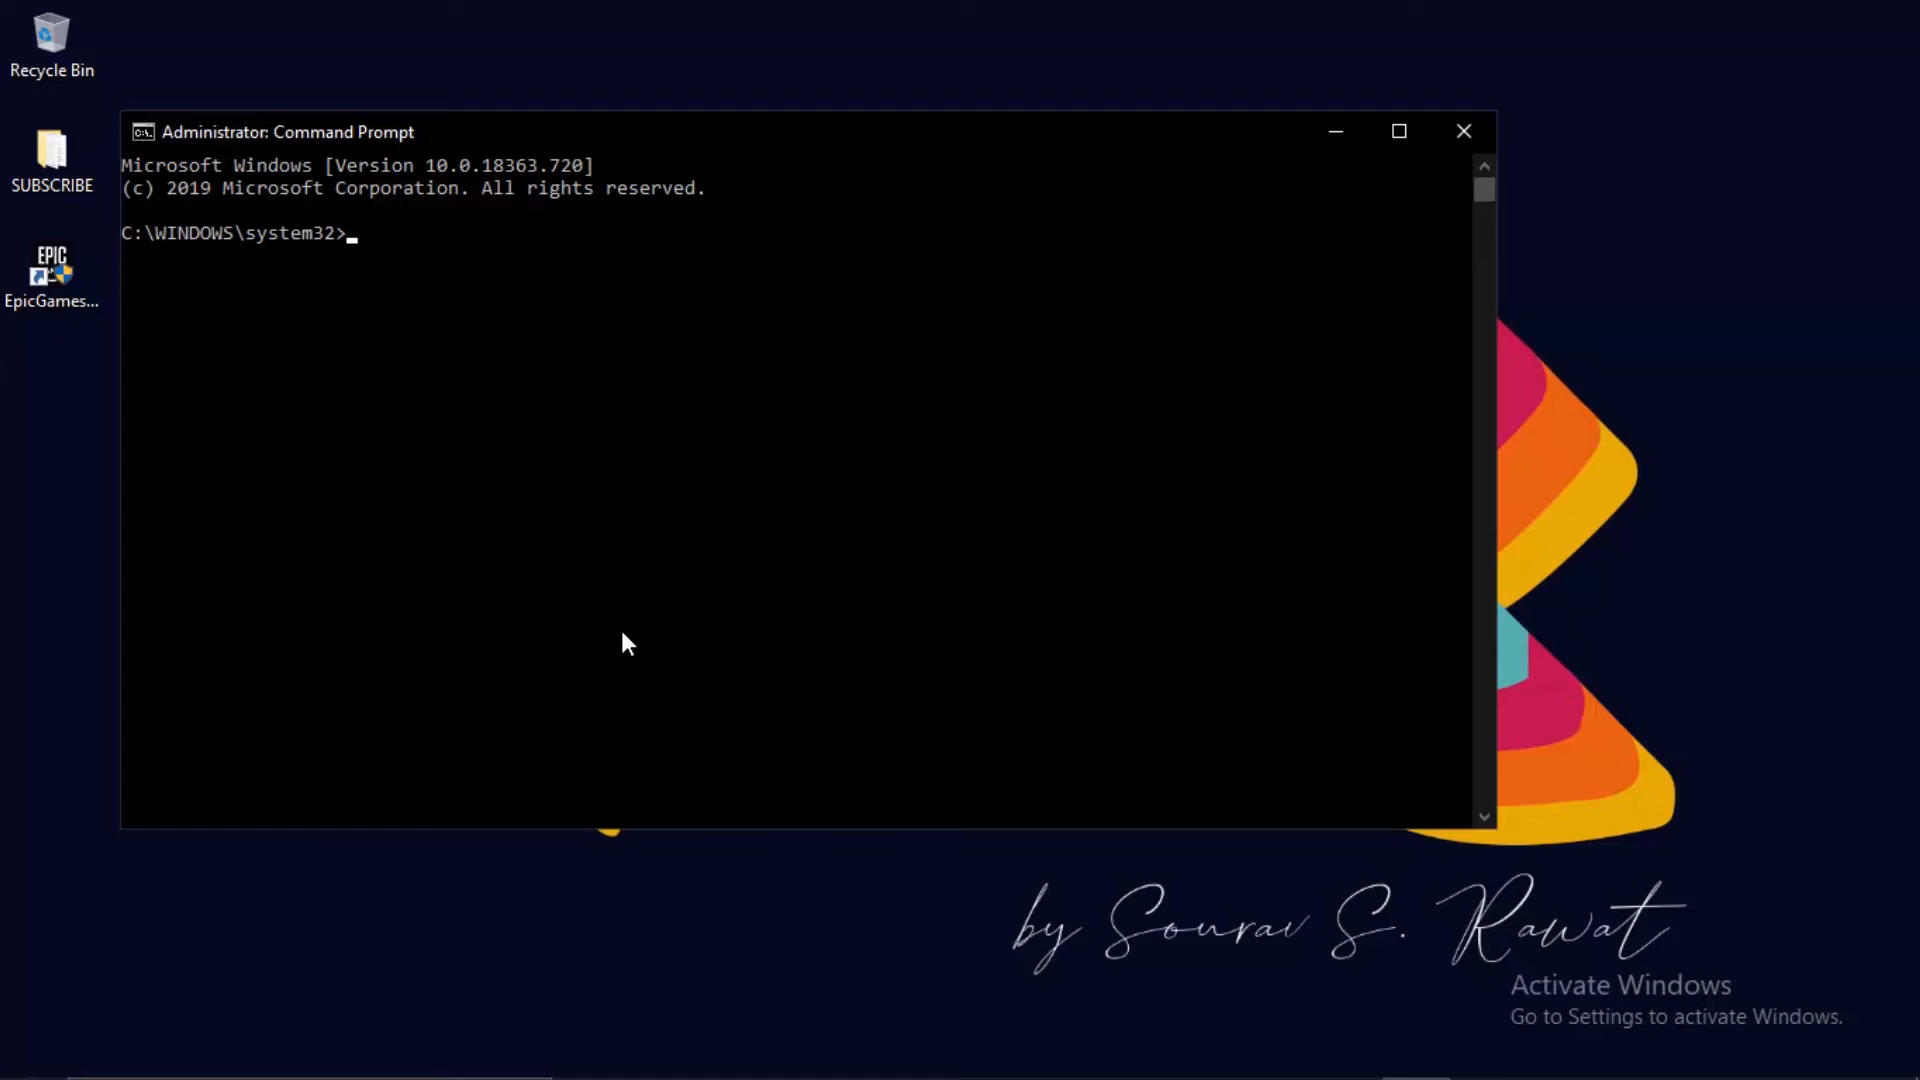 Recycle Bin
SUBSCRIBE
EPIC
EpicGames...
Administrator: Command Prompt
Microsoft Windows [Version 10.0.18363.720]
(c) 2019 Microsoft Corporation. All rights reserved.
C:\WINDOWS\system32>
by Sourav S. Rawat
Activate Windows
Go to Settings to activate Windows.